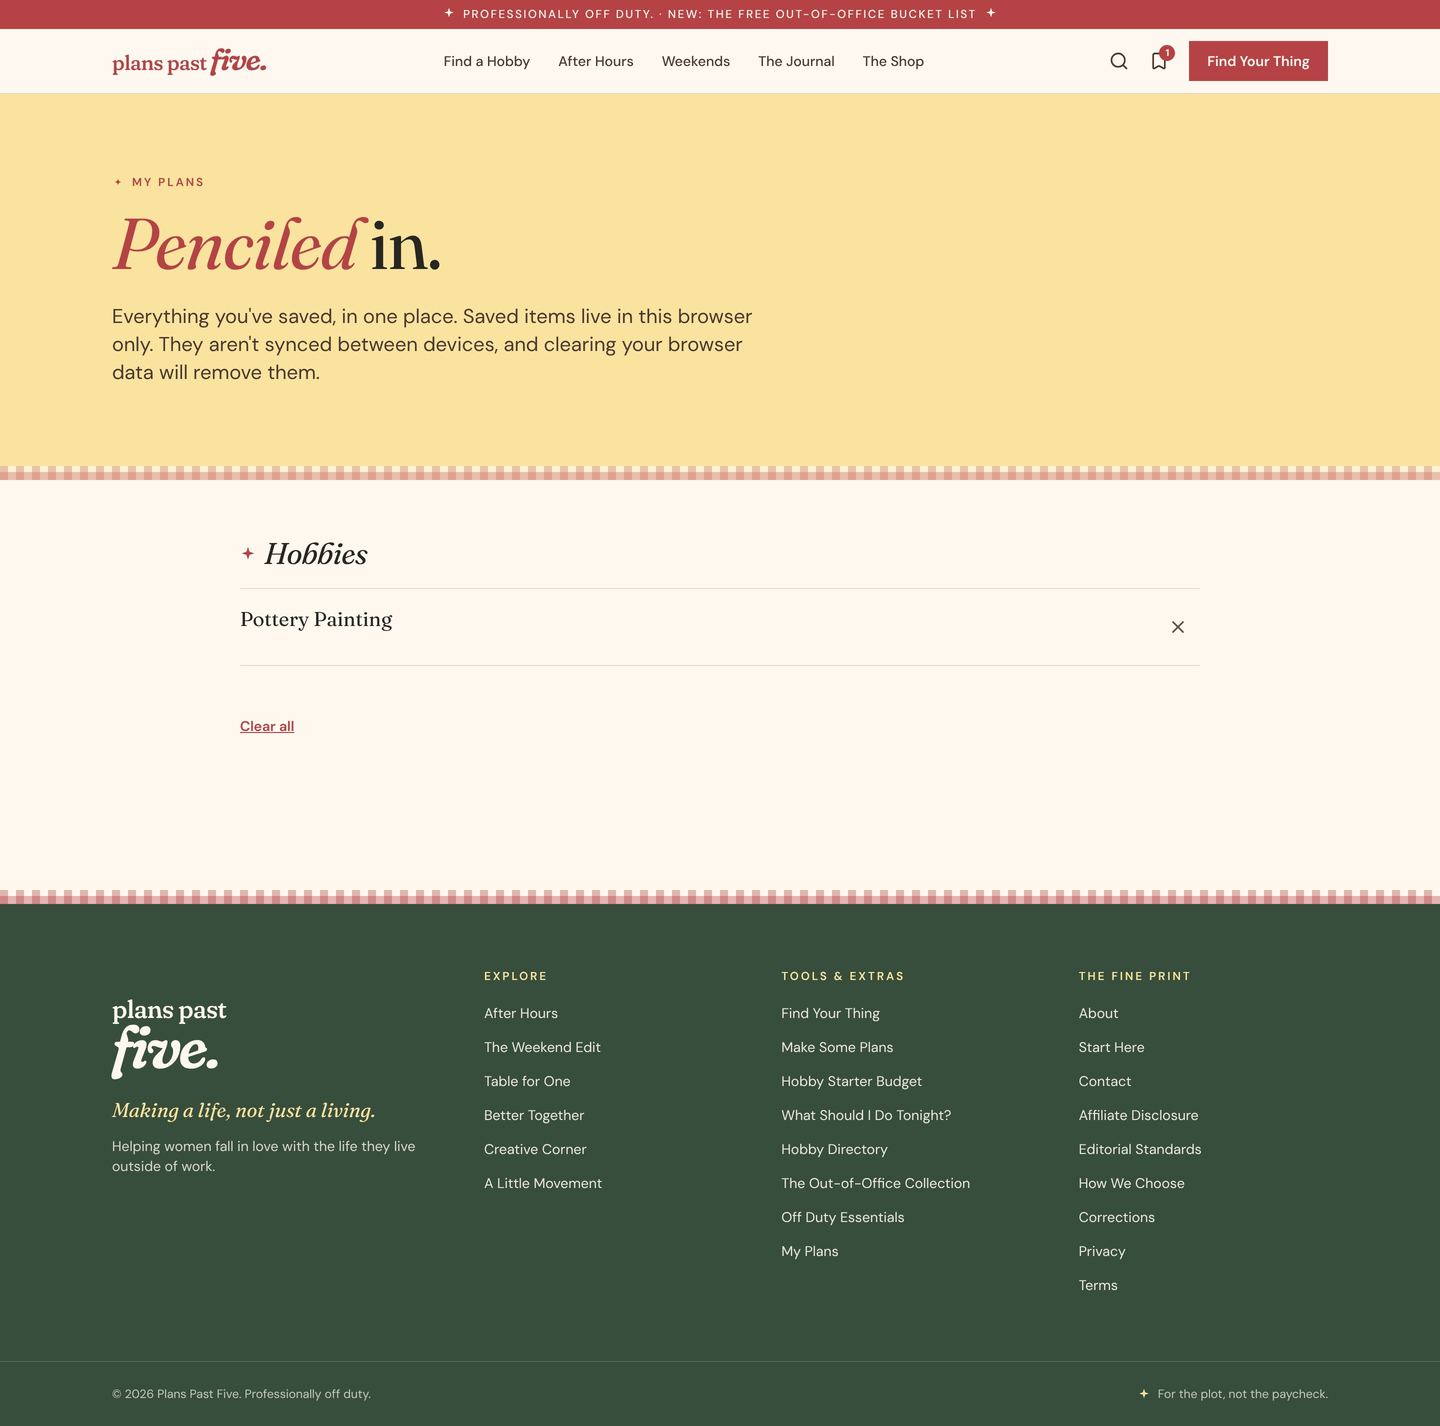 PROFESSIONALLY OFF DUTY. · NEW: THE FREE OUT-OF-OFFICE BUCKET LIST
plans past five.
Find a Hobby
After Hours
Weekends
The Journal
The Shop
1
Find Your Thing
MY PLANS
Penciled in.
Everything you've saved, in one place. Saved items live in this browser
only. They aren't synced between devices, and clearing your browser
data will remove them.
Hobbies
Pottery Painting
Clear all
plans past
five.
Making a life, not just a living.
Helping women fall in love with the life they live
outside of work.
EXPLORE
After Hours
The Weekend Edit
Table for One
Better Together
Creative Corner
A Little Movement
TOOLS & EXTRAS
Find Your Thing
Make Some Plans
Hobby Starter Budget
What Should I Do Tonight?
Hobby Directory
The Out-of-Office Collection
Off Duty Essentials
My Plans
THE FINE PRINT
About
Start Here
Contact
Affiliate Disclosure
Editorial Standards
How We Choose
Corrections
Privacy
Terms
© 2026 Plans Past Five. Professionally off duty.
For the plot, not the paycheck.